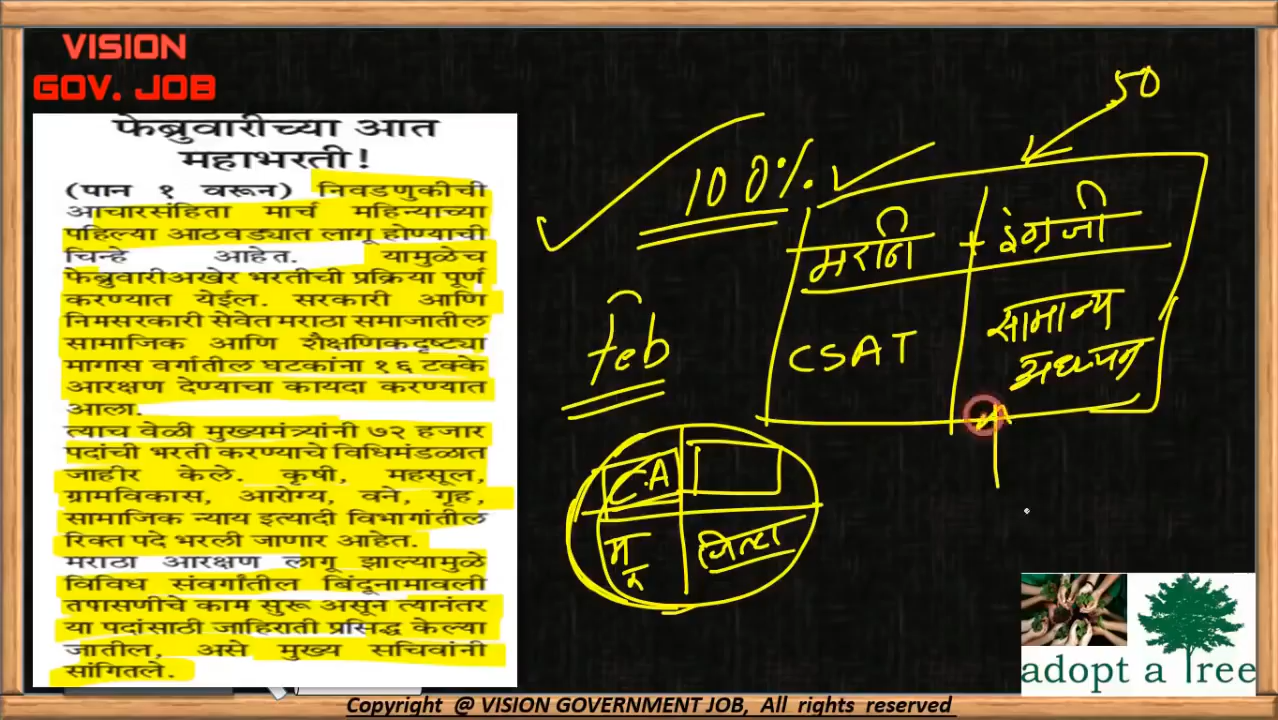 VISION
GOV. JOB
फेब्रुवारीच्या आत
महाभरती!
(पान १ वरून) निवडणुकीची
आचारसंहिता मार्च महिन्याच्या
पहिल्या आठवड्यात लागू होण्याची
चिन्हे आहेत. यामुळेच
फेब्रुवारीअखेर भरतीची प्रक्रिया पूर्ण
करण्यात येईल. सरकारी आणि
निमसरकारी सेवेत मराठा समाजातील
सामाजिक आणि शैक्षणिकदृष्ट्या
मागास वर्गातील घटकांना १६ टक्के
आरक्षण देण्याचा कायदा करण्यात
आला.
त्याच वेळी मुख्यमंत्र्यांनी ७२ हजार
पदांची भरती करण्याचे विधिमंडळात
जाहीर केले. कृषी, महसूल,
ग्रामविकास, आरोग्य, वने, गृह,
सामाजिक न्याय इत्यादी विभागांतील
रिक्त पदे भरली जाणार आहेत.
मराठा आरक्षण लागू झाल्यामुळे
विविध संवर्गांतील बिंदूनामावली
तपासणीचे काम सुरू असून त्यानंतर
या पदांसाठी जाहिराती प्रसिद्ध केल्या
जातील, असे मुख्य सचिवांनी
सांगितले.
50
100%.
मराठी + इंग्रजी
feb
CSAT
सामान्य
अध्ययन
C.A
जिल्हा
adopt a Tree
Copyright @ VISION GOVERNMENT JOB, All rights reserved